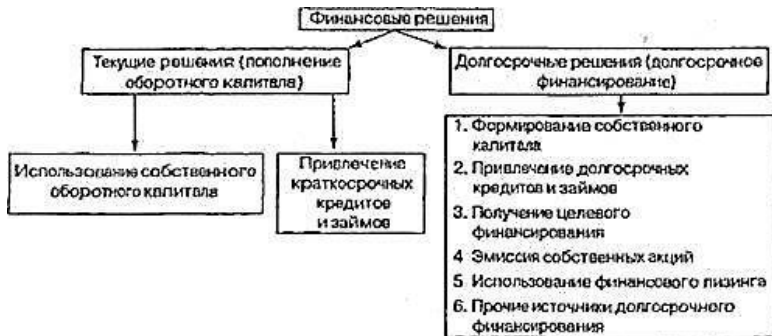 Финансовые решения
Текущие решения (пополнение
оборотного капитала)
Долгосрочные решения (долгосрочное
финансирование)
Использование собственного
оборотного капитала
Привлечение
краткосрочных
кредитов
и займов
1. Формирование собственного
капитала
2. Привлечение долгосрочных
кредитов и займов
3. Получение целевого
финансирования
4 Эмиссия собственных акций
5 Использование финансового лизинга
6. Прочие источники долгосрочного
финансирования